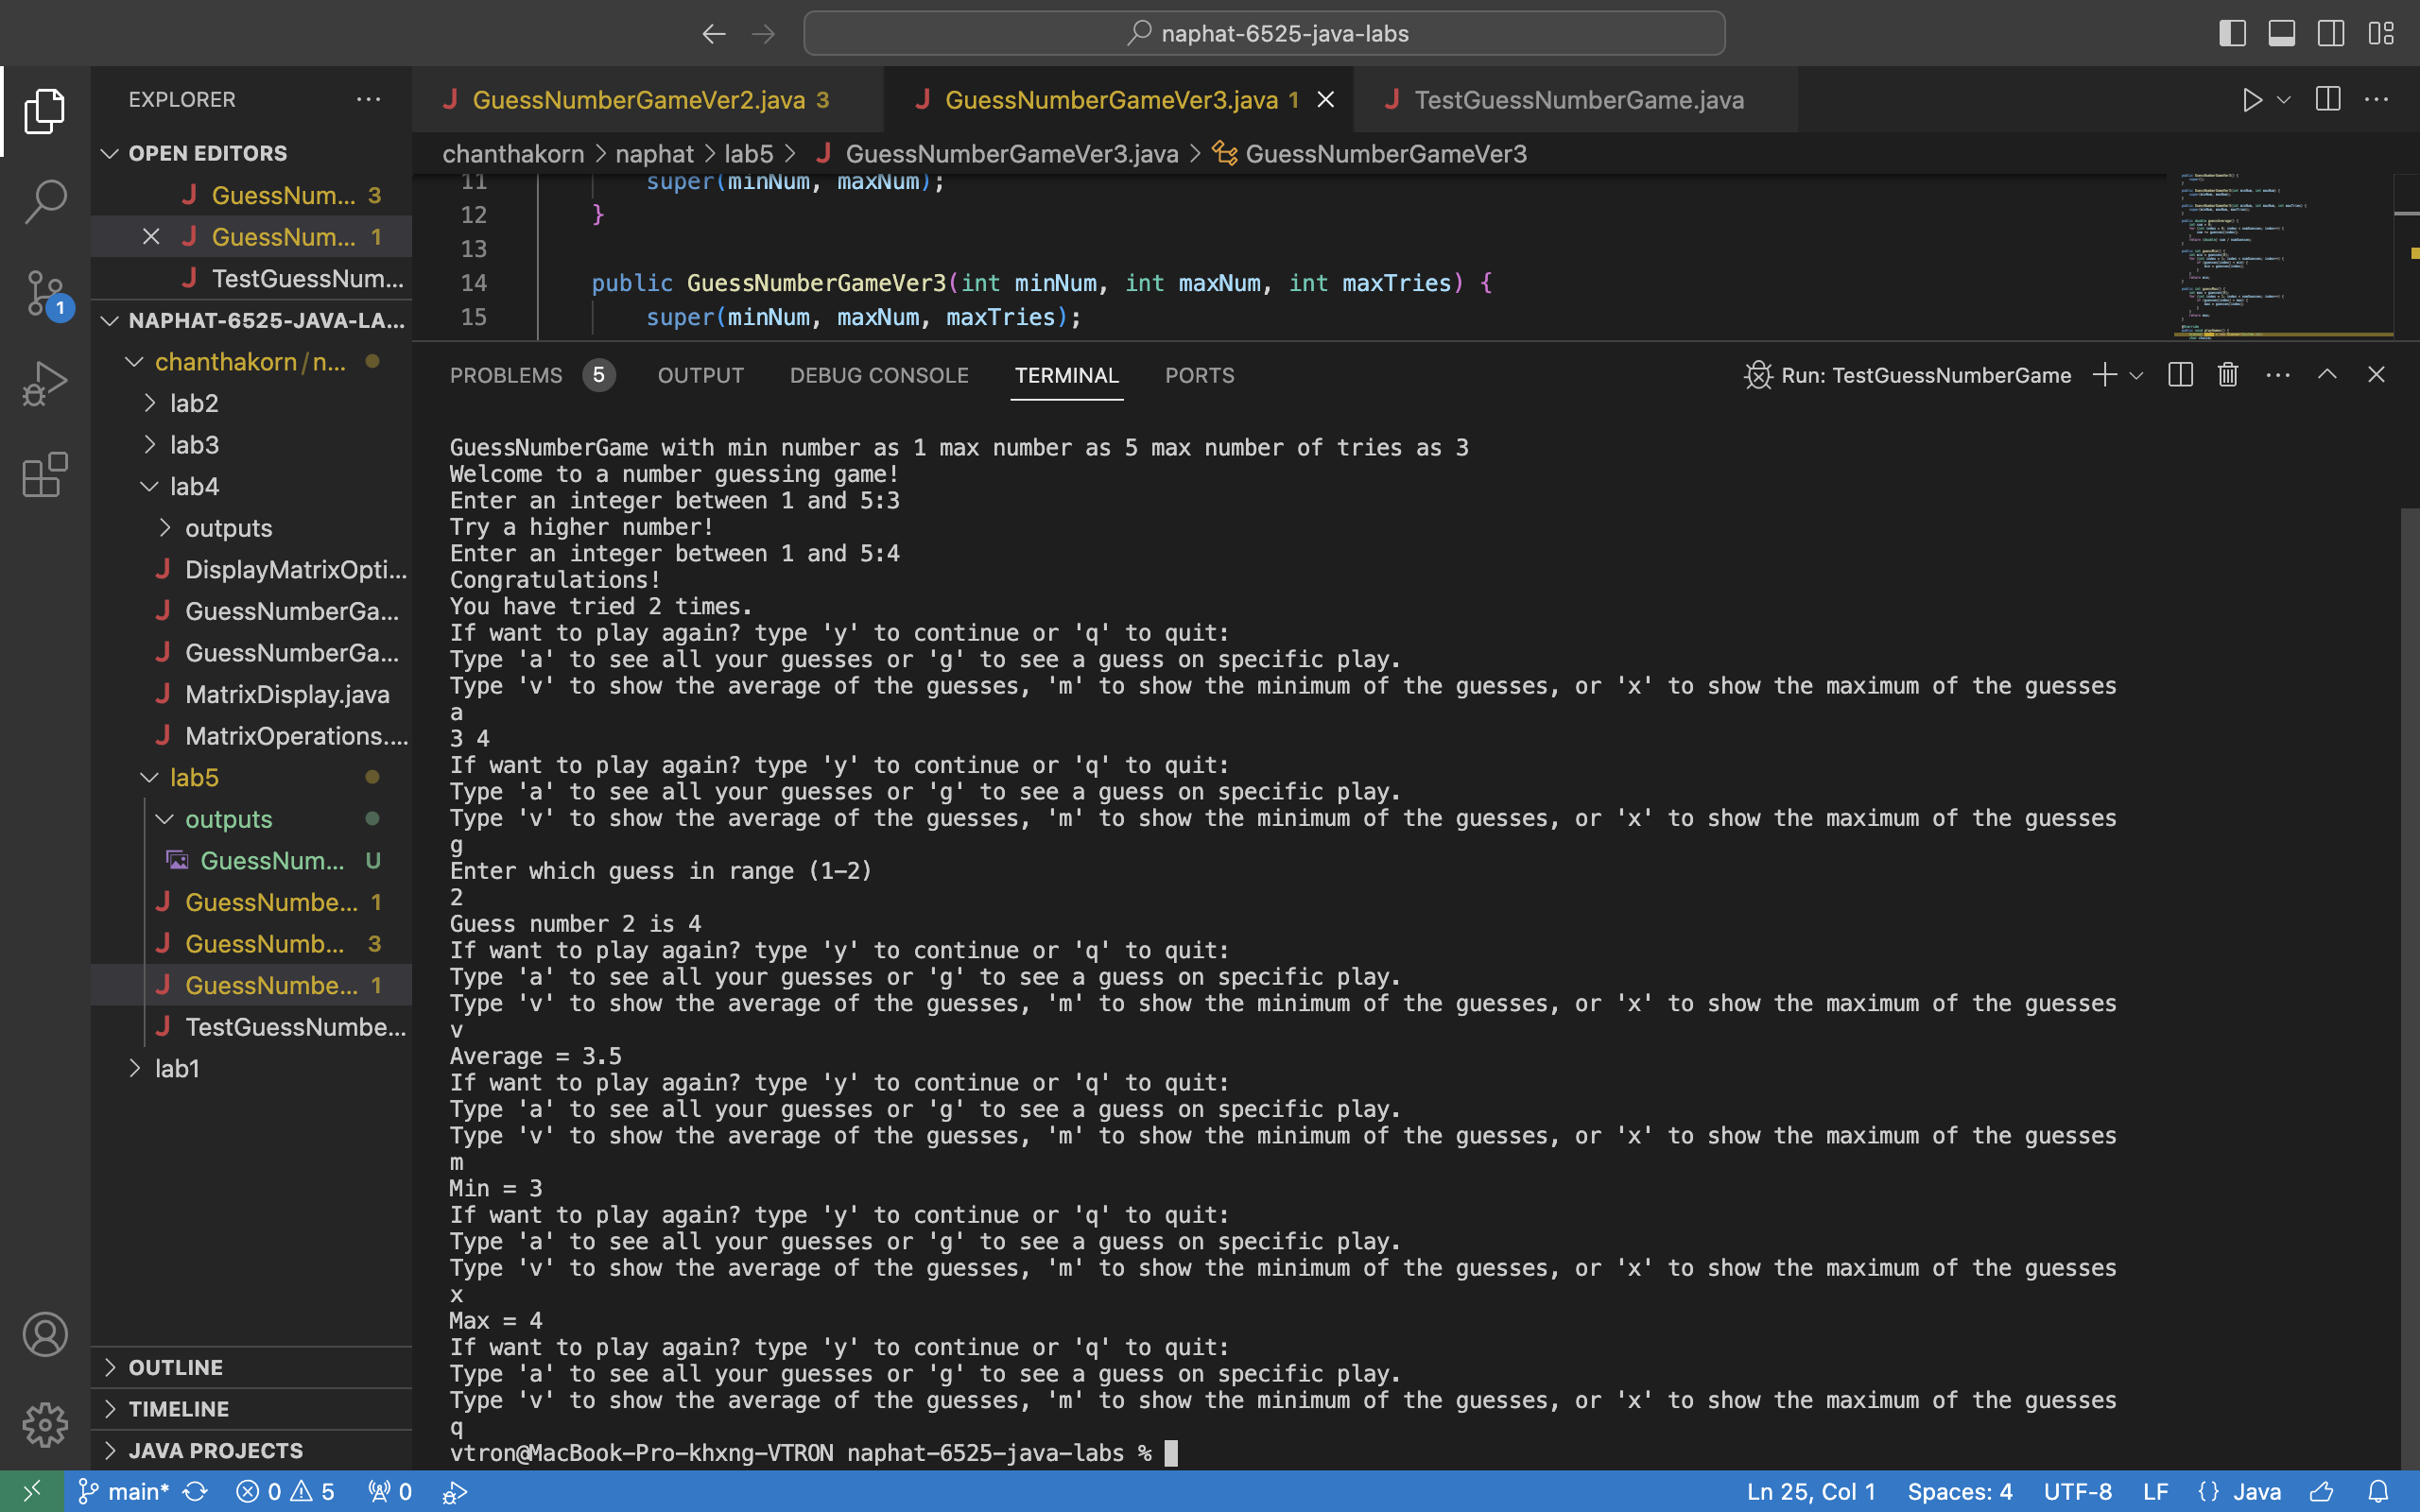 naphat-6525-java-labs
EXPLORER
OPEN EDITORS
GuessNum... 3
GuessNum... 1
TestGuessNum...
NAPHAT-6525-JAVA-LA...
chanthakorn / n...
lab2
lab3
lab4
outputs
DisplayMatrixOpti...
GuessNumberGa...
GuessNumberGa...
MatrixDisplay.java
MatrixOperations....
lab5
outputs
GuessNum... U
GuessNumbe... 1
GuessNumb... 3
GuessNumbe... 1
TestGuessNumbe...
lab1
OUTLINE
TIMELINE
JAVA PROJECTS
1
GuessNumberGameVer2.java 3
GuessNumberGameVer3.java 1
TestGuessNumberGame.java
chanthakorn > naphat > lab5 > GuessNumberGameVer3.java > GuessNumberGameVer3
11 super(minNum, maxNum);
12 }
13
14 public GuessNumberGameVer3(int minNum, int maxNum, int maxTries) {
15 super(minNum, maxNum, maxTries);
PROBLEMS 5 OUTPUT DEBUG CONSOLE TERMINAL PORTS
Run: TestGuessNumberGame
GuessNumberGame with min number as 1 max number as 5 max number of tries as 3
Welcome to a number guessing game!
Enter an integer between 1 and 5:3
Try a higher number!
Enter an integer between 1 and 5:4
Congratulations!
You have tried 2 times.
If want to play again? type 'y' to continue or 'q' to quit:
Type 'a' to see all your guesses or 'g' to see a guess on specific play.
Type 'v' to show the average of the guesses, 'm' to show the minimum of the guesses, or 'x' to show the maximum of the guesses
a
3 4
If want to play again? type 'y' to continue or 'q' to quit:
Type 'a' to see all your guesses or 'g' to see a guess on specific play.
Type 'v' to show the average of the guesses, 'm' to show the minimum of the guesses, or 'x' to show the maximum of the guesses
g
Enter which guess in range (1-2)
2
Guess number 2 is 4
If want to play again? type 'y' to continue or 'q' to quit:
Type 'a' to see all your guesses or 'g' to see a guess on specific play.
Type 'v' to show the average of the guesses, 'm' to show the minimum of the guesses, or 'x' to show the maximum of the guesses
v
Average = 3.5
If want to play again? type 'y' to continue or 'q' to quit:
Type 'a' to see all your guesses or 'g' to see a guess on specific play.
Type 'v' to show the average of the guesses, 'm' to show the minimum of the guesses, or 'x' to show the maximum of the guesses
m
Min = 3
If want to play again? type 'y' to continue or 'q' to quit:
Type 'a' to see all your guesses or 'g' to see a guess on specific play.
Type 'v' to show the average of the guesses, 'm' to show the minimum of the guesses, or 'x' to show the maximum of the guesses
x
Max = 4
If want to play again? type 'y' to continue or 'q' to quit:
Type 'a' to see all your guesses or 'g' to see a guess on specific play.
Type 'v' to show the average of the guesses, 'm' to show the minimum of the guesses, or 'x' to show the maximum of the guesses
q
vtron@MacBook-Pro-khxng-VTRON naphat-6525-java-labs %
main* 0 5 0 Ln 25, Col 1 Spaces: 4 UTF-8 LF {} Java